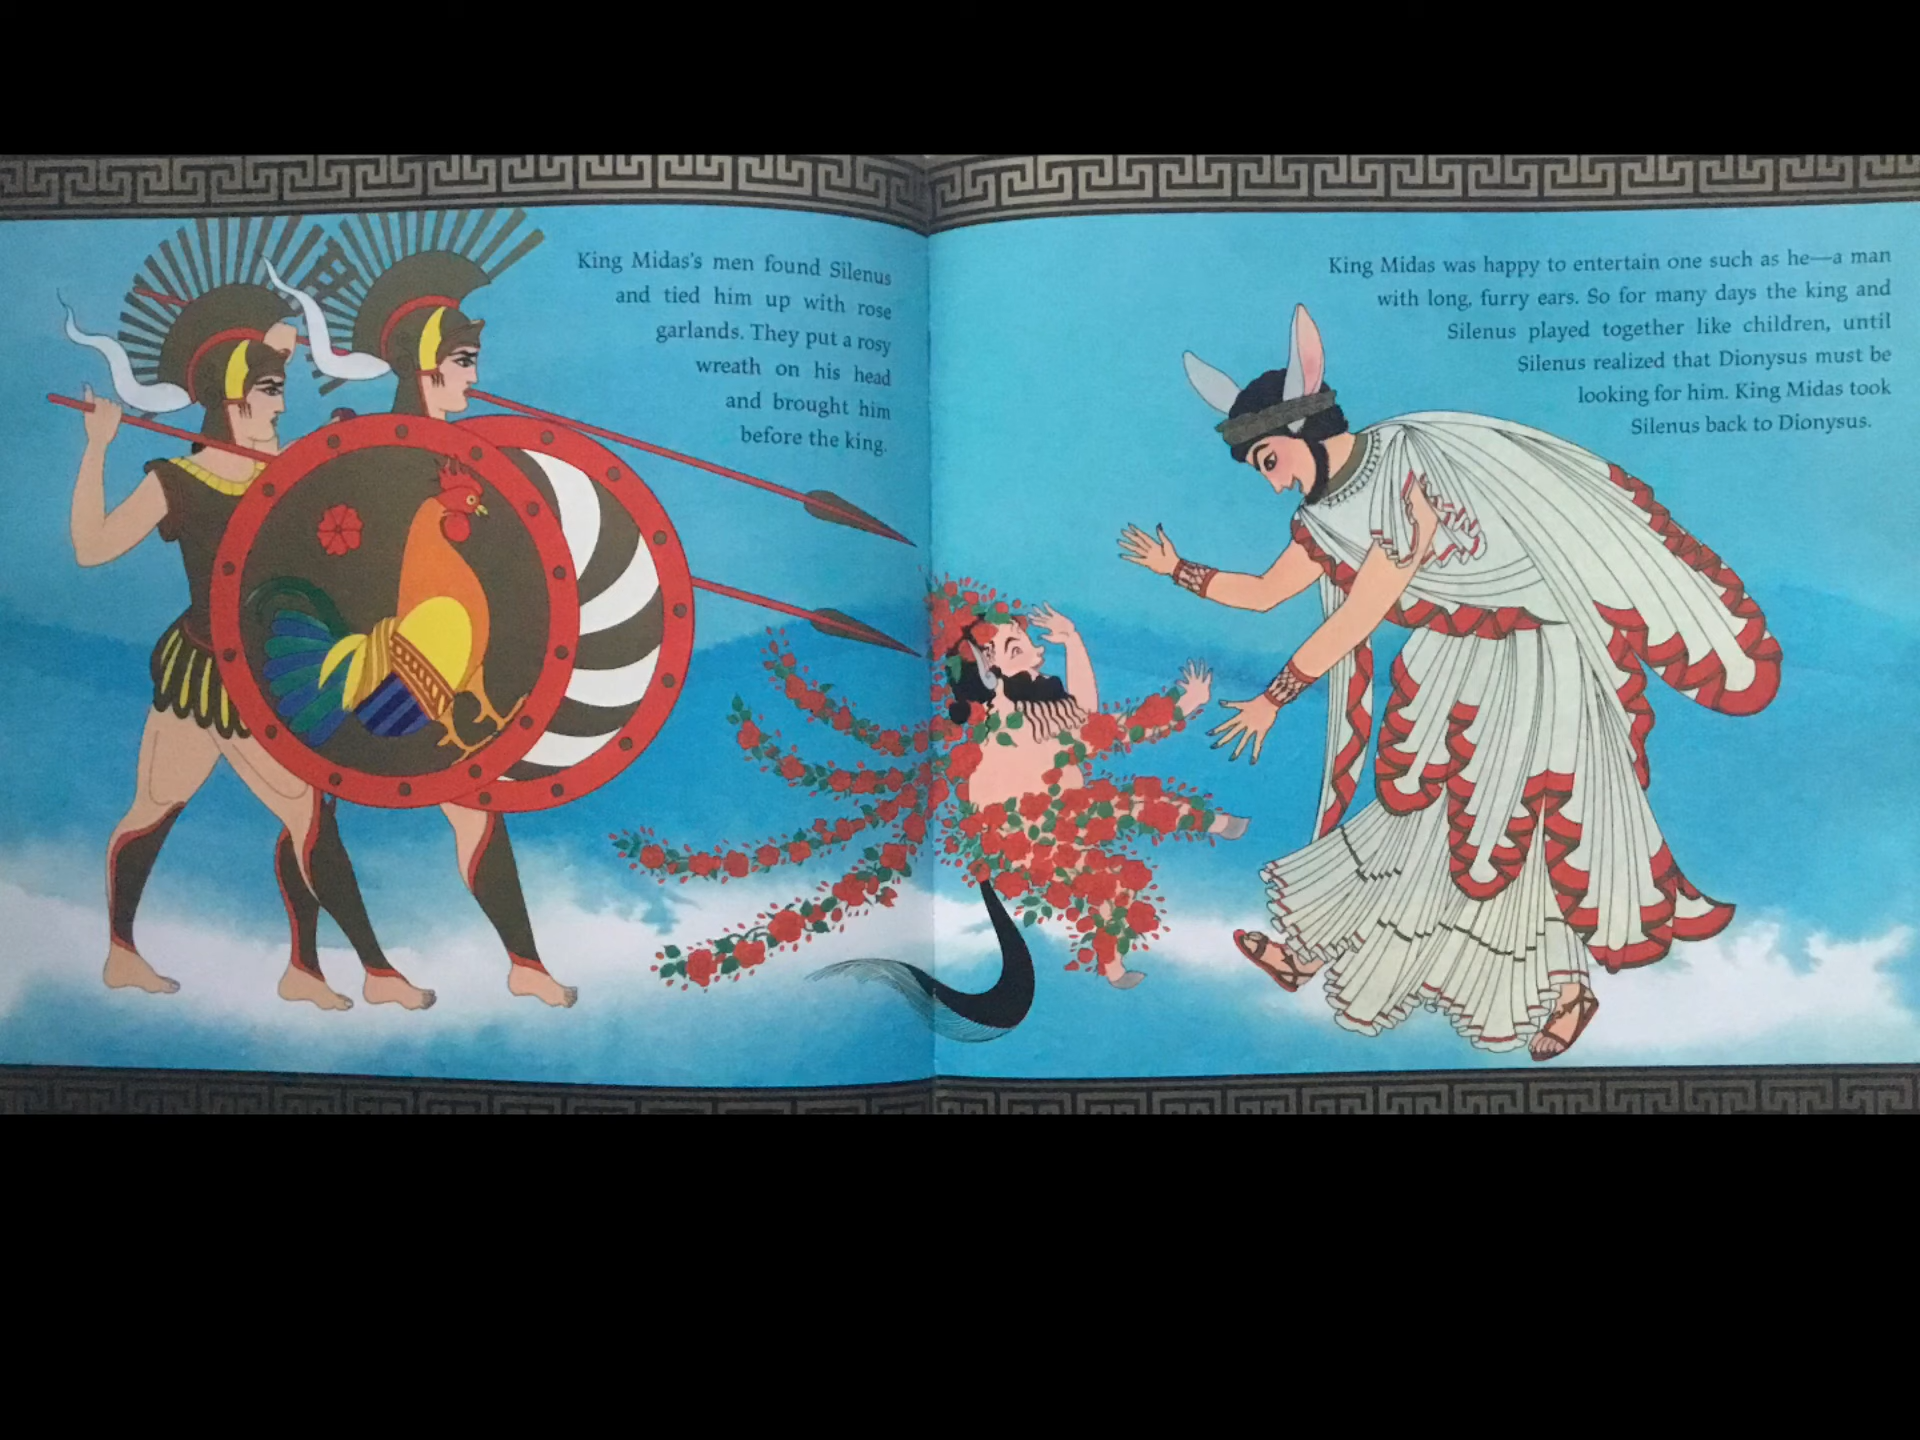 King Midas's men found Silenus
and tied him up with rose
garlands. They put a rosy
wreath on his head
and brought him
before the king.
King Midas was happy to entertain one such as he—a man
with long, furry ears. So for many days the king and
Silenus played together like children, until
Silenus realized that Dionysus must be
looking for him. King Midas took
Silenus back to Dionysus.